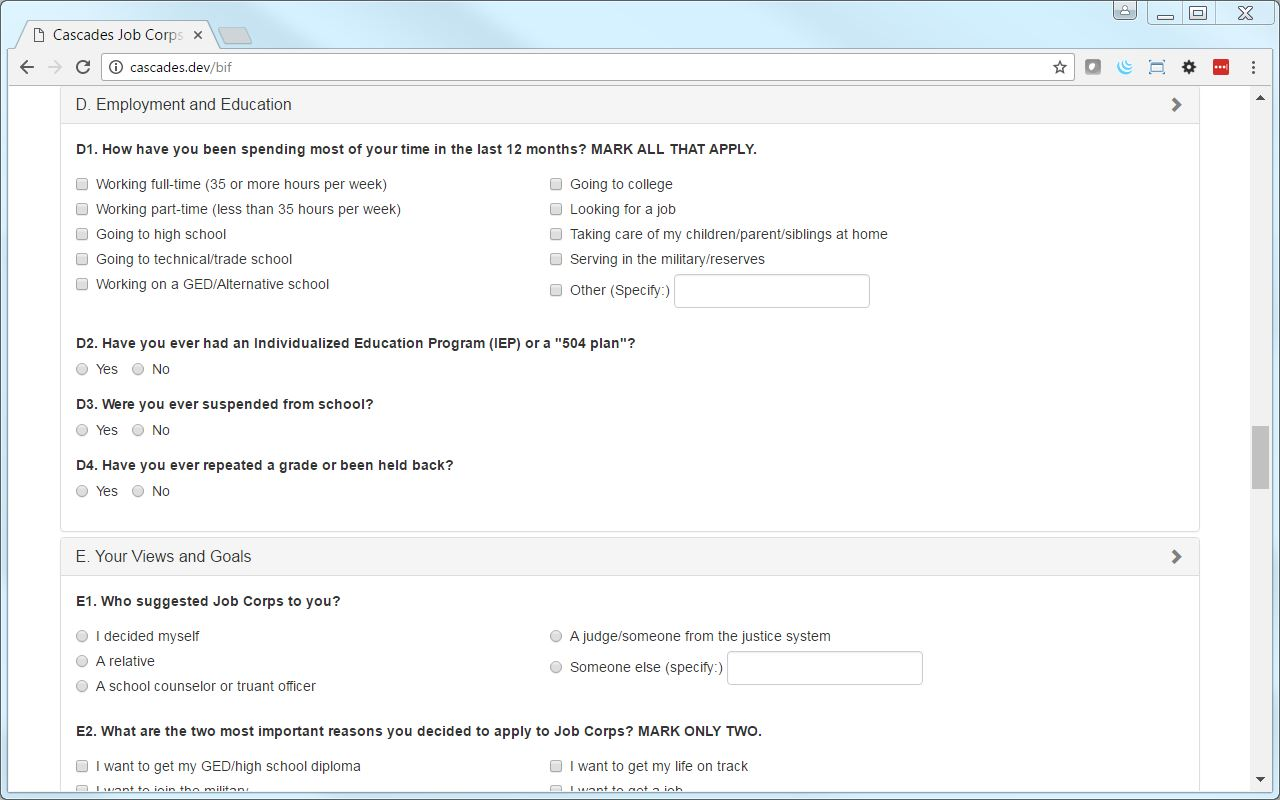 Cascades Job Corps
cascades.dev/bif
D. Employment and Education
D1. How have you been spending most of your time in the last 12 months? MARK ALL THAT APPLY.
Working full-time (35 or more hours per week)
Working part-time (less than 35 hours per week)
Going to high school
Going to technical/trade school
Working on a GED/Alternative school
Going to college
Looking for a job
Taking care of my children/parent/siblings at home
Serving in the military/reserves
Other (Specify:)
D2. Have you ever had an Individualized Education Program (IEP) or a "504 plan"?
Yes No
D3. Were you ever suspended from school?
Yes No
D4. Have you ever repeated a grade or been held back?
Yes No
E. Your Views and Goals
E1. Who suggested Job Corps to you?
I decided myself
A relative
A school counselor or truant officer
A judge/someone from the justice system
Someone else (specify:)
E2. What are the two most important reasons you decided to apply to Job Corps? MARK ONLY TWO.
I want to get my GED/high school diploma
I want to join the military
I want to get my life on track
I want to get a job